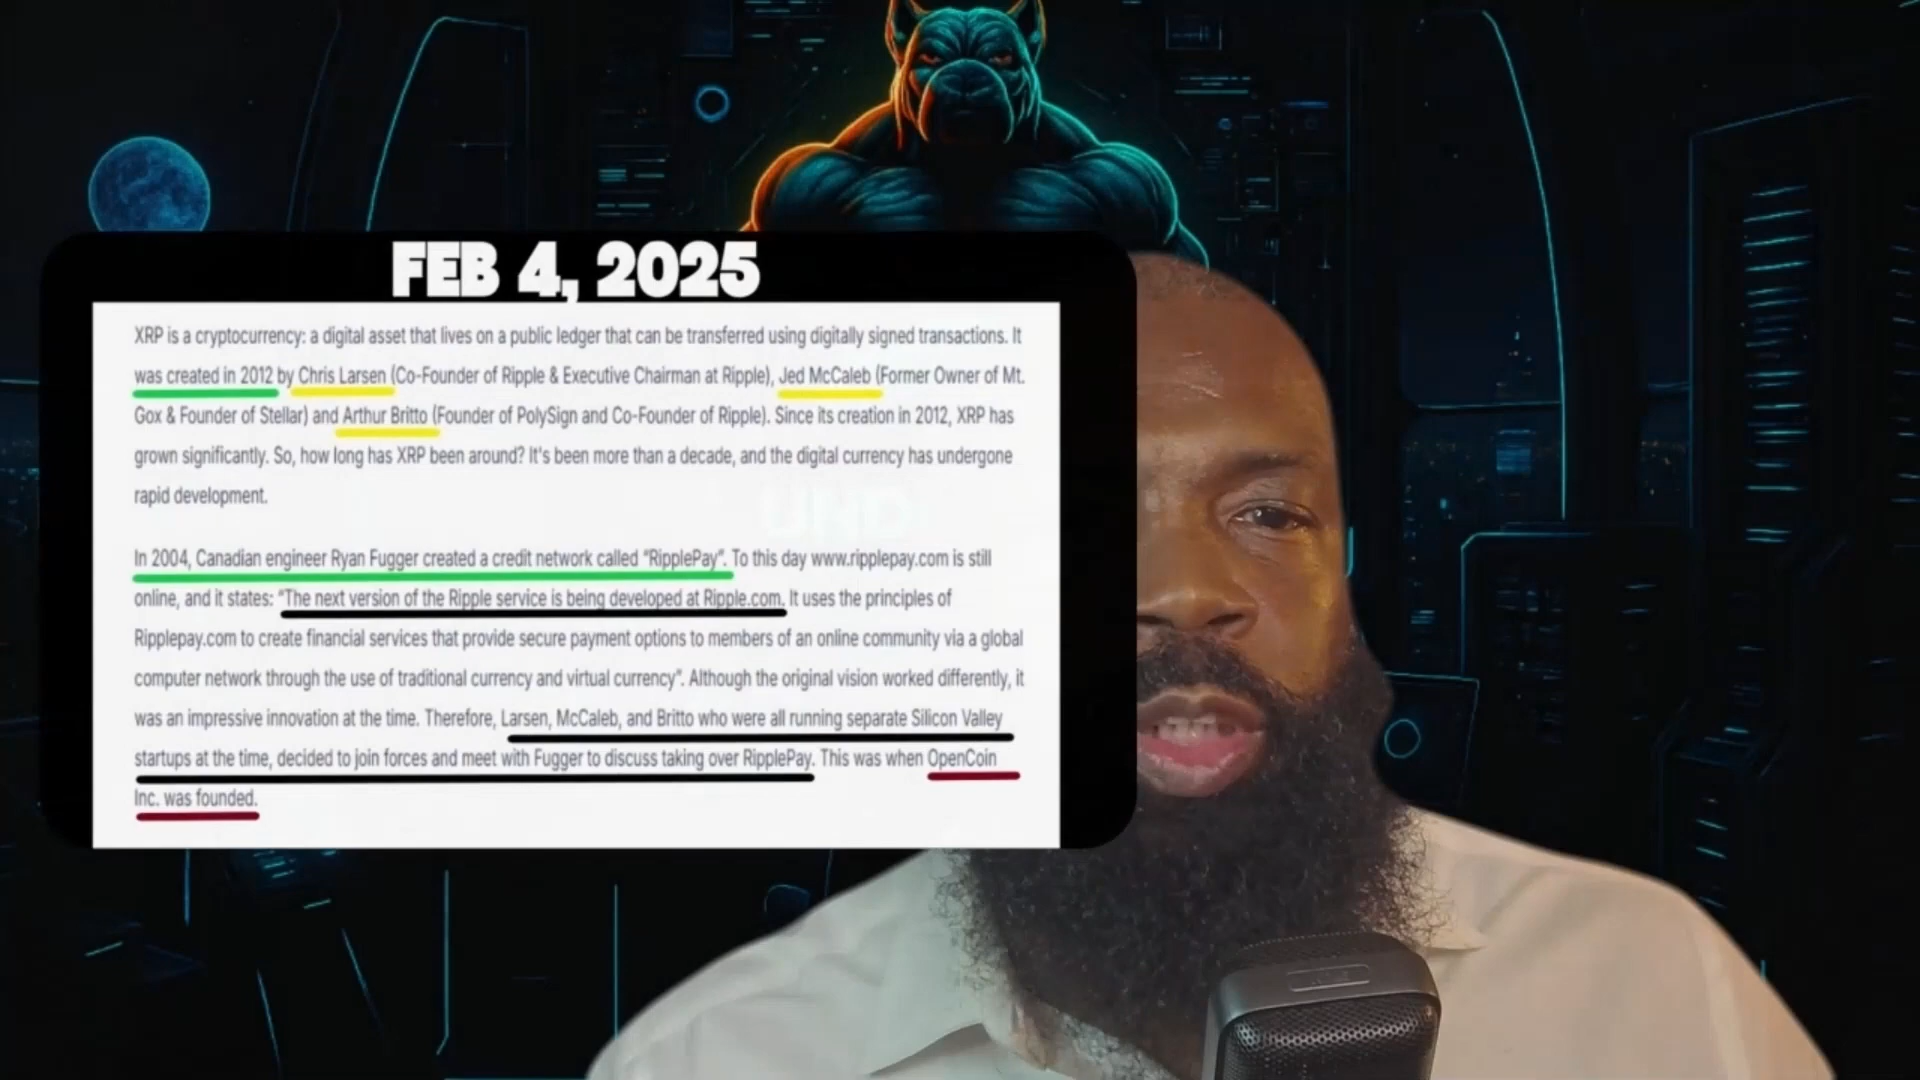 FEB 4, 2025
XRP is a cryptocurrency: a digital asset that lives on a public ledger that can be transferred using digitally signed transactions. It
was created in 2012 by Chris Larsen (Co-Founder of Ripple & Executive Chairman at Ripple), Jed McCaleb (Former Owner of Mt.
Gox & Founder of Stellar) and Arthur Britto (Founder of PolySign and Co-Founder of Ripple). Since its creation in 2012, XRP has
grown significantly. So, how long has XRP been around? It's been more than a decade, and the digital currency has undergone
rapid development.
UND
In 2004, Canadian engineer Ryan Fugger created a credit network called "RipplePay". To this day www.ripplepay.com is still
online, and it states: "The next version of the Ripple service is being developed at Ripple.com. It uses the principles of
Ripplepay.com to create financial services that provide secure payment options to members of an online community via a global
computer network through the use of traditional currency and virtual currency". Although the original vision worked differently, it
was an impressive innovation at the time. Therefore, Larsen, McCaleb, and Britto who were all running separate Silicon Valley
startups at the time, decided to join forces and meet with Fugger to discuss taking over RipplePay. This was when OpenCoin
Inc. was founded.